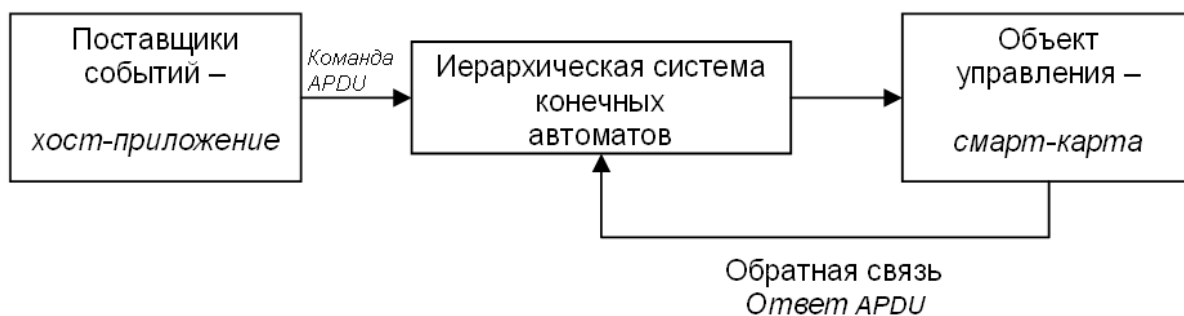 Поставщики
событий –
хост-приложение
Команда
APDU
Иерархическая система
конечных
автоматов
Объект
управления –
смарт-карта
Обратная связь
Ответ APDU